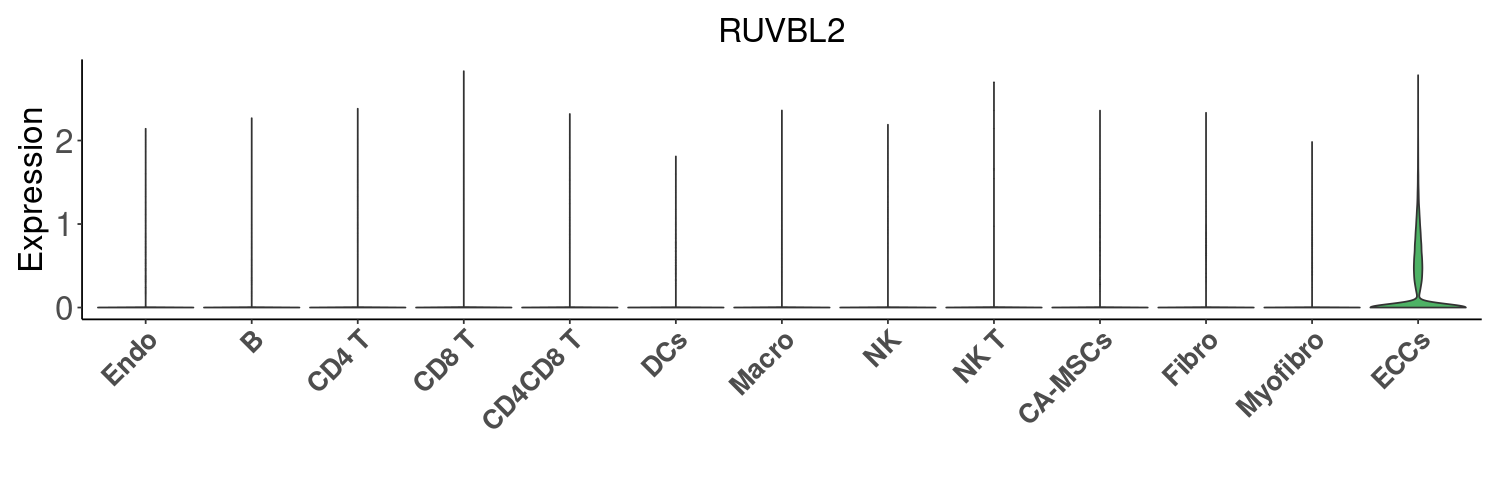 RUVBL2
Expression
2
1
0
Endo
B
CD4 T
CD8 T
CD4CD8 T
DCs
Macro
NK
NK T
CA-MSCs
Fibro
Myofibro
ECCs